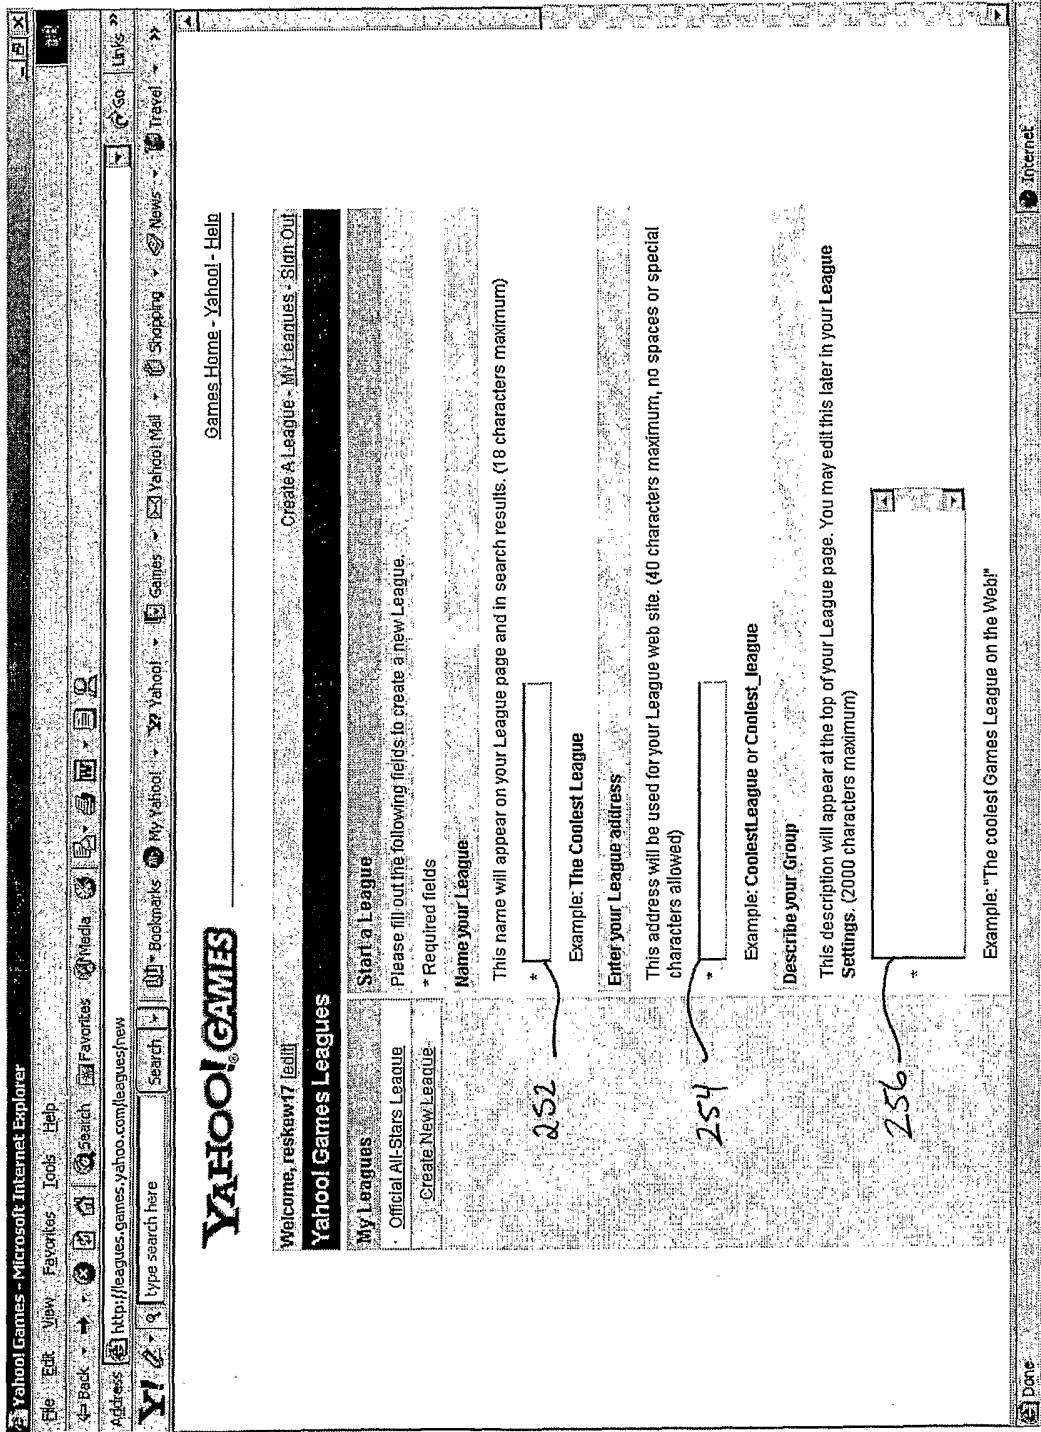 Yahoo! Games - Microsoft Internet Explorer
File Edit View Favorites Tools Help
Back Search Favorites Media
Address http://leagues.games.yahoo.com/leagues/new Go Links »
Y! type search here Search Bookmarks My Yahoo! Yahoo! Games Yahoo! Mail Shopping News Travel »
YAHOO! GAMES
Games Home - Yahoo! - Help
Welcome, reskew17 [edit] Create A League - My Leagues - Sign Out
Yahoo! Games Leagues
My Leagues
· Official All-Stars League
Create New League
Start a League
Please fill out the following fields to create a new League.
* Required fields
Name your League
This name will appear on your League page and in search results. (18 characters maximum)
252 *
Example: The Coolest League
Enter your League address
This address will be used for your League web site. (40 characters maximum, no spaces or special
characters allowed)
254 *
Example: CoolestLeague or Coolest_league
Describe your Group
This description will appear at the top of your League page. You may edit this later in your League
Settings. (2000 characters maximum)
256 *
Example: "The coolest Games League on the Web!"
Done Internet